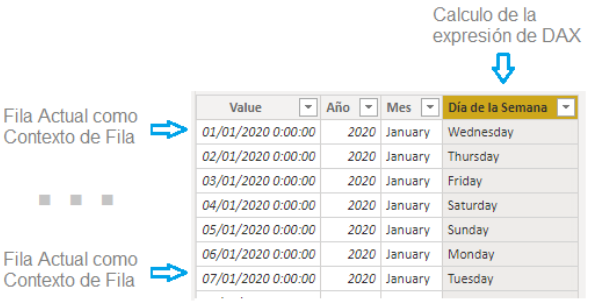 Calculo de la
expresión de DAX
Value Año Mes Día de la Semana
Fila Actual como
Contexto de Fila
01/01/2020 0:00:00 2020 January Wednesday
02/01/2020 0:00:00 2020 January Thursday
03/01/2020 0:00:00 2020 January Friday
04/01/2020 0:00:00 2020 January Saturday
05/01/2020 0:00:00 2020 January Sunday
06/01/2020 0:00:00 2020 January Monday
Fila Actual como
Contexto de Fila
07/01/2020 0:00:00 2020 January Tuesday